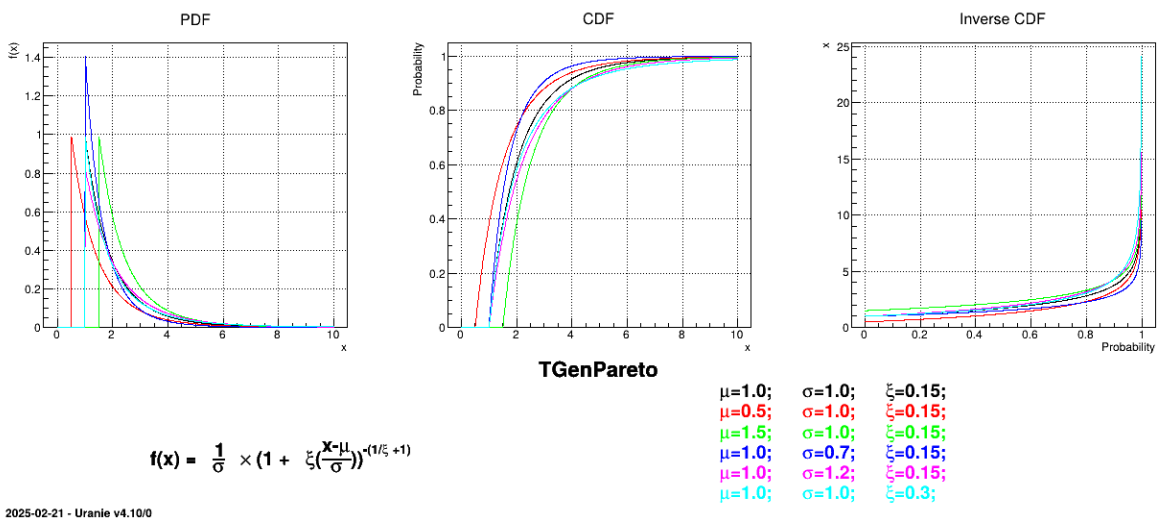 PDF
CDF
Inverse CDF
f(x)
1.4
1.2
1
0.8
0.6
0.4
0.2
0
0 2 4 6 8 10
x
Probability
1
0.8
0.6
0.4
0.2
0
0 2 4 6 8 10
x
x
25
20
15
10
5
0
0 0.2 0.4 0.6 0.8 1
Probability
TGenPareto
μ=1.0; σ=1.0; ξ=0.15;
μ=0.5; σ=1.0; ξ=0.15;
μ=1.5; σ=1.0; ξ=0.15;
μ=1.0; σ=0.7; ξ=0.15;
μ=1.0; σ=1.2; ξ=0.15;
μ=1.0; σ=1.0; ξ=0.3;
f(x) = 1/σ ×(1 + ξ(x-μ/σ))-(1/ξ +1)
2025-02-21 - Uranie v4.10/0